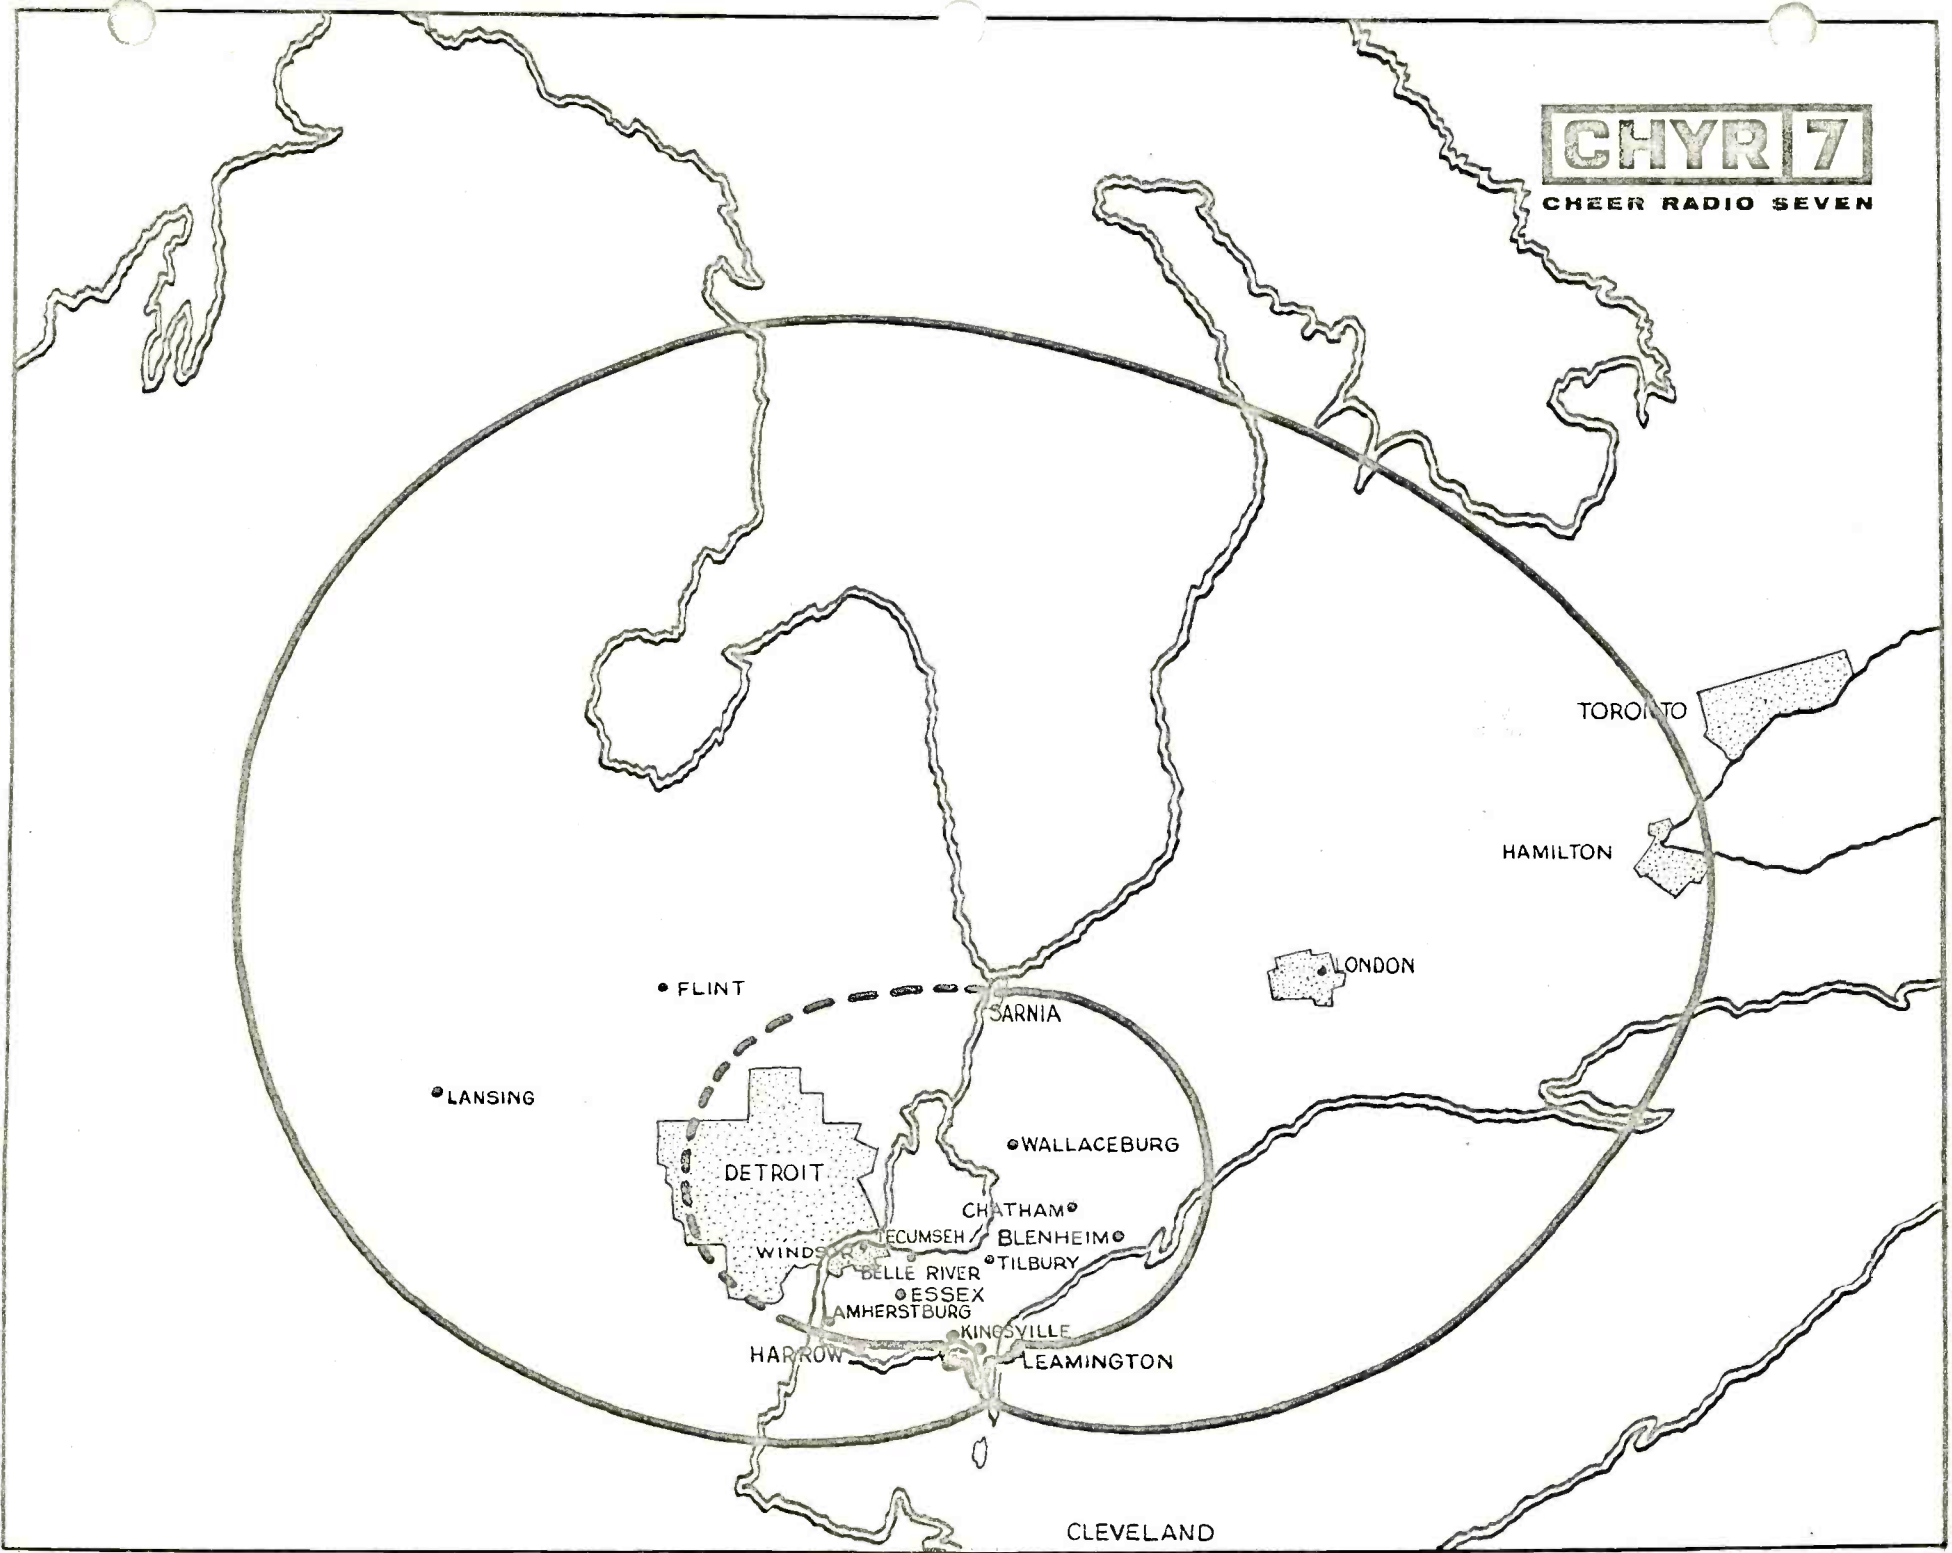 CHYR 7
CHEER RADIO SEVEN
TORONTO
HAMILTON
LONDON
FLINT
SARNIA
LANSING
WALLACEBURG
DETROIT
CHATHAM
TECUMSEH
BLENHEIM
WINDSOR
TILBURY
BELLE RIVER
ESSEX
AMHERSTBURG
KINGSVILLE
HARROW
LEAMINGTON
CLEVELAND